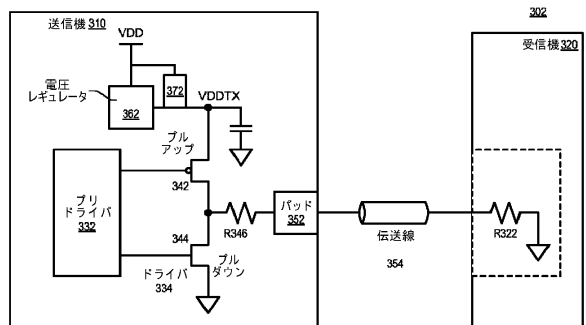 302
送信機 310
受信機 320
VDD
電圧
レギュレータ
362
372
VDDTX
プル
アップ
342
プリ
ドライバ
332
R346
パッド
352
伝送線
354
R322
344
ドライバ
334
プル
ダウン